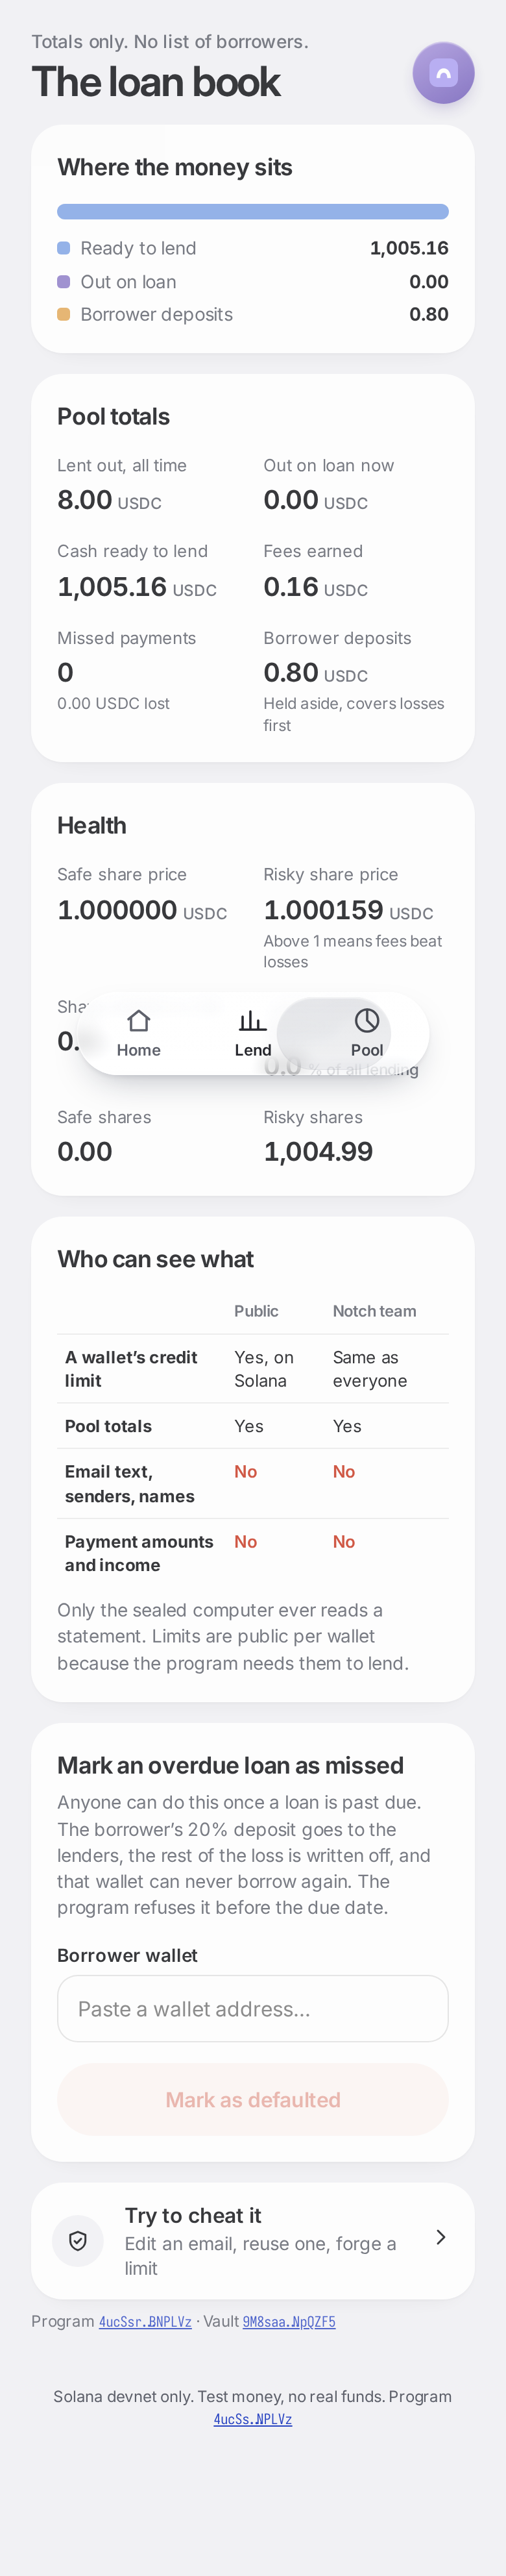 Totals only. No list of borrowers.
The loan book
Where the money sits
Ready to lend 1,005.16
Out on loan 0.00
Borrower deposits 0.80
Pool totals
Lent out, all time Out on loan now
8.00 USDC 0.00 USDC
Cash ready to lend Fees earned
1,005.16 USDC 0.16 USDC
Missed payments Borrower deposits
0 0.80 USDC
0.00 USDC lost Held aside, covers losses
first
Health
Safe share price Risky share price
1.000000 USDC 1.000159 USDC
Above 1 means fees beat
losses
Home Lend Pool
% of all lending
Safe shares Risky shares
0.00 1,004.99
Who can see what
Public Notch team
A wallet’s credit Yes, on Same as
limit Solana everyone
Pool totals Yes Yes
Email text, No No
senders, names
Payment amounts No No
and income
Only the sealed computer ever reads a
statement. Limits are public per wallet
because the program needs them to lend.
Mark an overdue loan as missed
Anyone can do this once a loan is past due.
The borrower’s 20% deposit goes to the
lenders, the rest of the loss is written off, and
that wallet can never borrow again. The
program refuses it before the due date.
Borrower wallet
Paste a wallet address...
Mark as defaulted
Try to cheat it
Edit an email, reuse one, forge a
limit
Program 4ucSsr…BNPLVz · Vault 9M8saa…NpQZF5
Solana devnet only. Test money, no real funds. Program
4ucSs…NPLVz